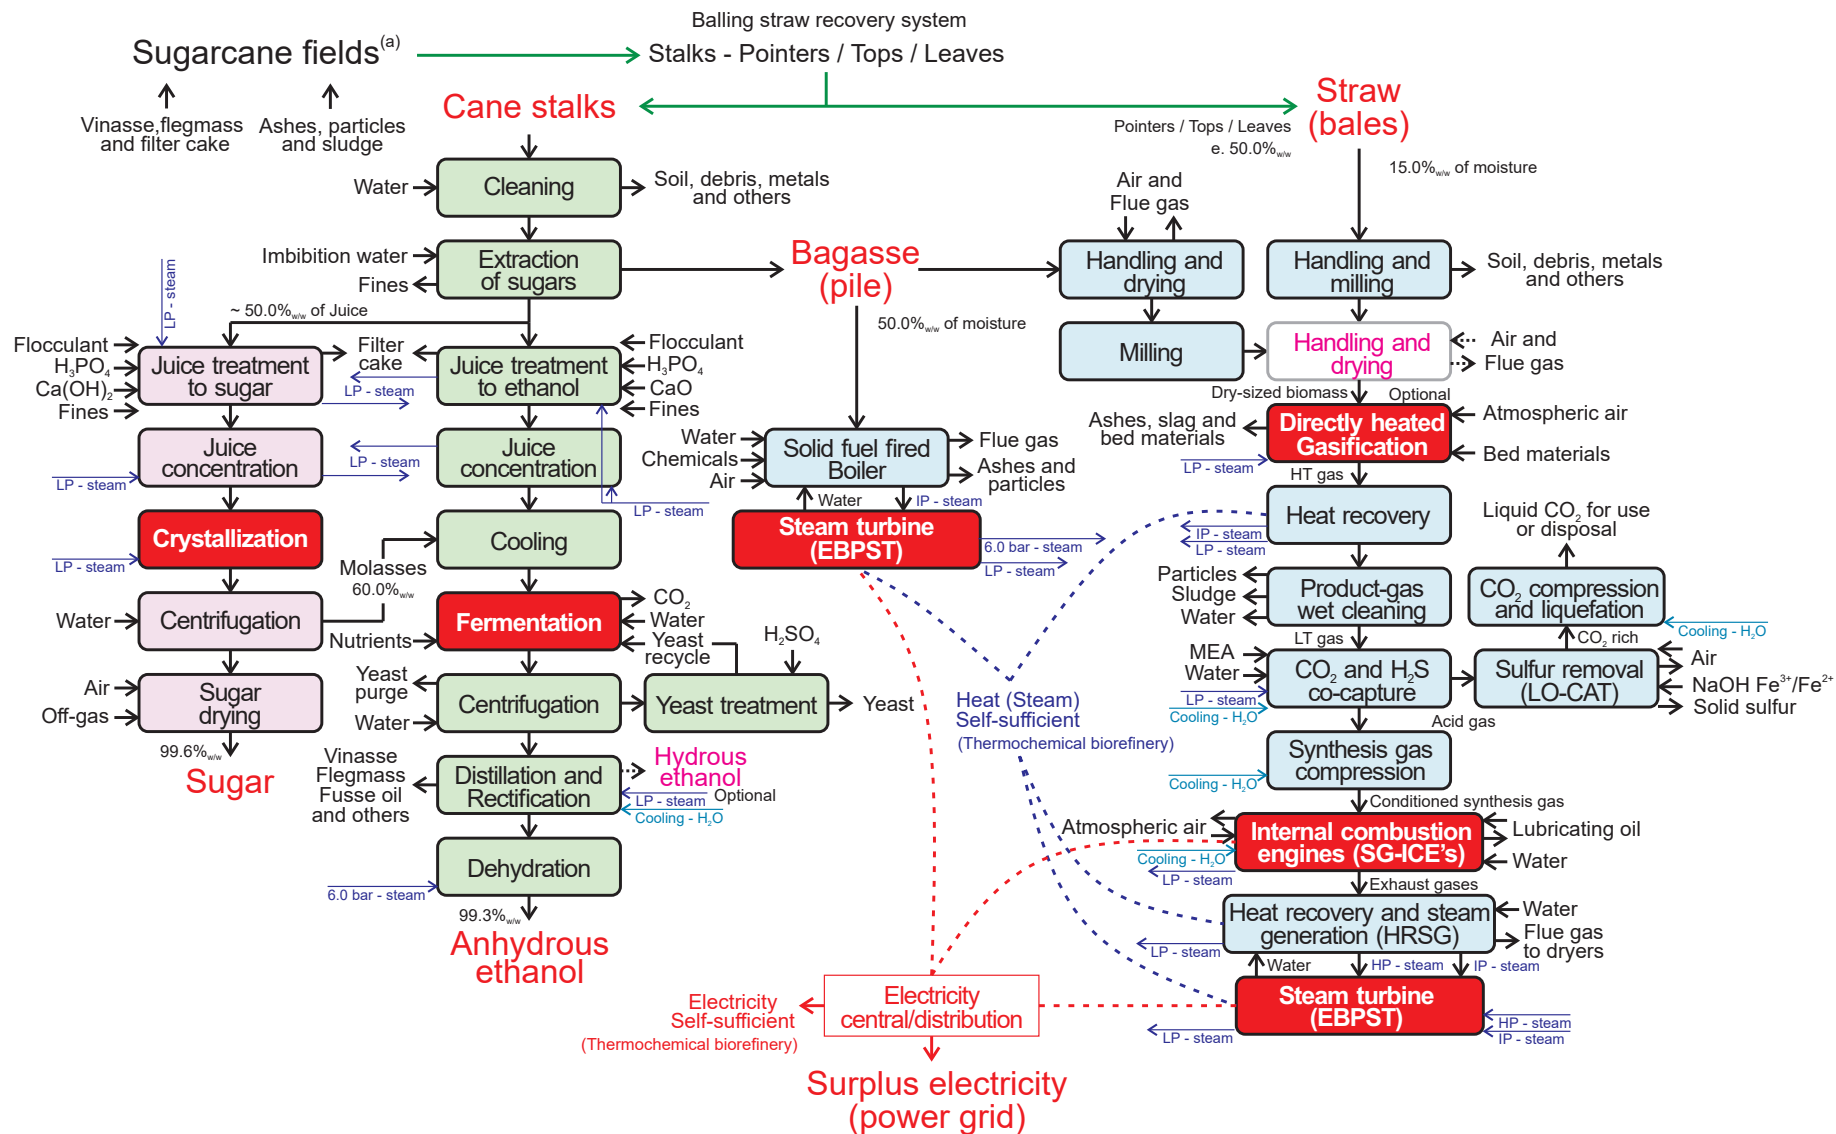 Balling straw recovery system
Sugarcane fields(a)
Stalks - Pointers / Tops / Leaves
Vinasse,flegmass
and filter cake
Ashes, particles
and sludge
Cane stalks
Straw
(bales)
Pointers / Tops / Leaves
e. 50.0%w/w
15.0%w/w of moisture
Water
Cleaning
Soil, debris, metals
and others
Imbibition water
Fines
Extraction
of sugars
LP - steam
~ 50.0%w/w of Juice
Bagasse
(pile)
50.0%w/w of moisture
Air and
Flue gas
Handling and
drying
Milling
Handling and
milling
Soil, debris, metals
and others
Handling and
drying
Air and
Flue gas
Dry-sized biomass
Optional
Flocculant
H3PO4
Ca(OH)2
Fines
Juice treatment
to sugar
Filter
cake
LP - steam
Juice treatment
to ethanol
Flocculant
H3PO4
CaO
Fines
Juice
concentration
LP - steam
LP - steam
Juice
concentration
LP - steam
Crystallization
LP - steam
Cooling
Molasses
60.0%w/w
Water
Centrifugation
Nutrients
Fermentation
CO2
Water
Yeast
recycle
H2SO4
Air
Off-gas
Sugar
drying
99.6%w/w
Sugar
Yeast
purge
Water
Centrifugation
Yeast treatment
Yeast
Vinasse
Flegmass
Fusse oil
and others
Distillation and
Rectification
Hydrous
ethanol
LP - steam
Optional
Cooling - H2O
Dehydration
6.0 bar - steam
99.3%w/w
Anhydrous
ethanol
Water
Chemicals
Air
Solid fuel fired
Boiler
Flue gas
Ashes and
particles
Water
IP - steam
Steam turbine
(EBPST)
6.0 bar - steam
LP - steam
Heat (Steam)
Self-sufficient
(Thermochemical biorefinery)
Ashes, slag and
bed materials
LP - steam
Directly heated
Gasification
Atmospheric air
Bed materials
HT gas
Heat recovery
IP - steam
LP - steam
Liquid CO2 for use
or disposal
Particles
Sludge
Water
Product-gas
wet cleaning
CO2 compression
and liquefation
Cooling - H2O
LT gas
CO2 rich
MEA
Water
LP - steam
Cooling - H2O
CO2 and H2S
co-capture
Sulfur removal
(LO-CAT)
Air
NaOH Fe3+/Fe2+
Solid sulfur
Acid gas
Synthesis gas
compression
Cooling - H2O
Conditioned synthesis gas
Atmospheric air
Cooling - H2O
LP - steam
Internal combustion
engines (SG-ICE's)
Lubricating oil
Water
Exhaust gases
Heat recovery and steam
generation (HRSG)
Water
Flue gas
to dryers
LP - steam
Water
HP - steam
IP - steam
Steam turbine
(EBPST)
LP - steam
HP - steam
IP - steam
Electricity
Self-sufficient
(Thermochemical biorefinery)
Electricity
central/distribution
Surplus electricity
(power grid)